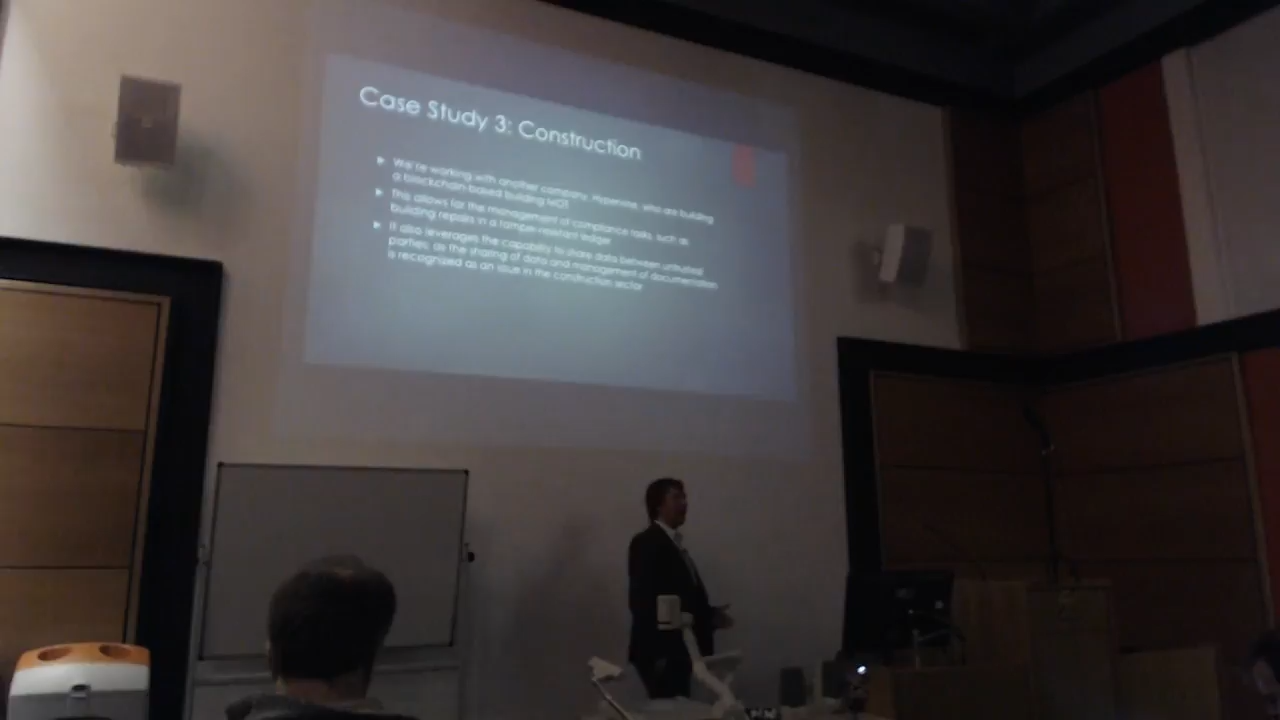 Case Study 3: Construction
We're working with another company, Hypervine, who are building
a blockchain-based building MOT
This allows for the management of compliance tasks, such as
building repairs in a tamper-resistant ledger
It also leverages the capability to share data between untrusted
parties, as the sharing of data and management of documentation
is recognized as an issue in the construction sector